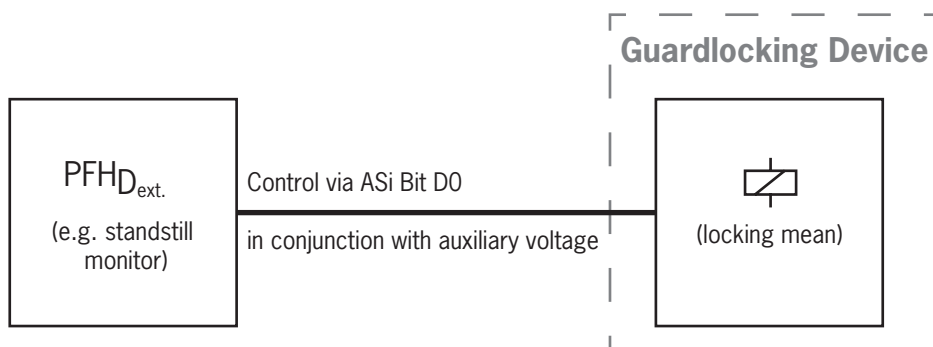 Guardlocking Device
PFHDext.
(e.g. standstill
monitor)
Control via ASi Bit D0
in conjunction with auxiliary voltage
(locking mean)